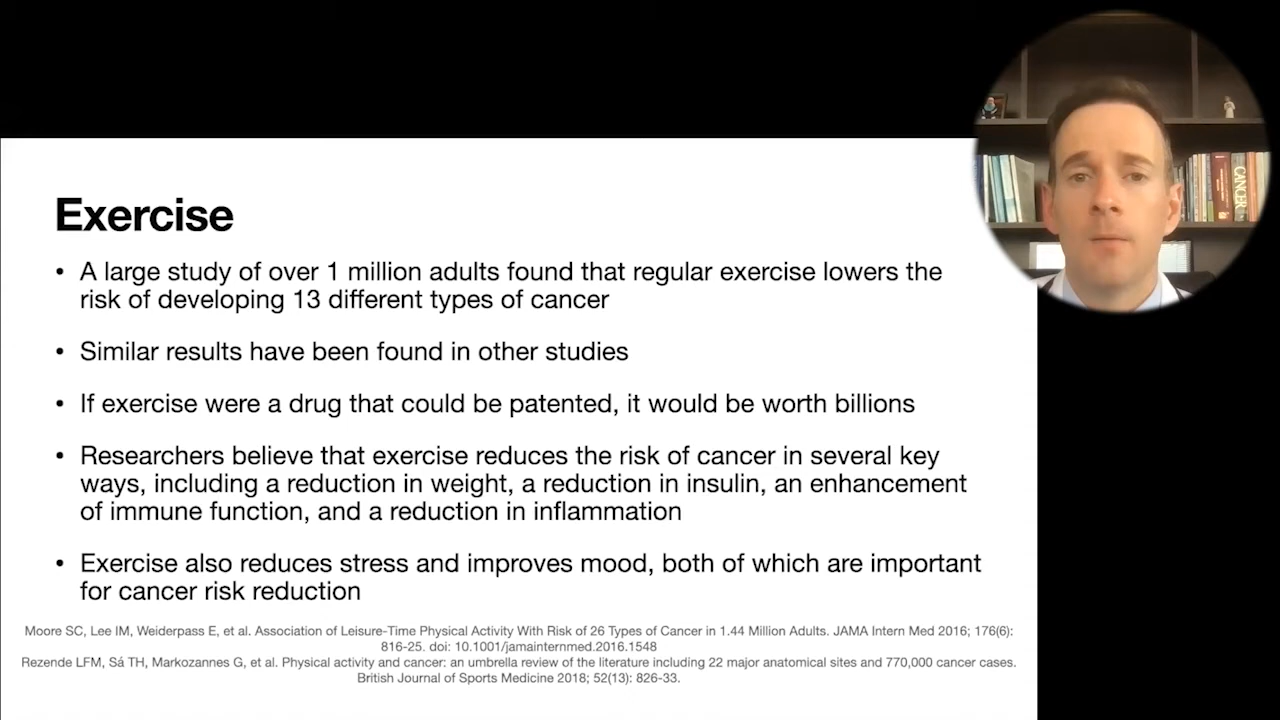 Exercise
• A large study of over 1 million adults found that regular exercise lowers the
risk of developing 13 different types of cancer
• Similar results have been found in other studies
• If exercise were a drug that could be patented, it would be worth billions
• Researchers believe that exercise reduces the risk of cancer in several key
ways, including a reduction in weight, a reduction in insulin, an enhancement
of immune function, and a reduction in inflammation
• Exercise also reduces stress and improves mood, both of which are important
for cancer risk reduction
Moore SC, Lee IM, Weiderpass E, et al. Association of Leisure-Time Physical Activity With Risk of 26 Types of Cancer in 1.44 Million Adults. JAMA Intern Med 2016; 176(6):
816-25. doi: 10.1001/jamainternmed.2016.1548
Rezende LFM, Sá TH, Markozannes G, et al. Physical activity and cancer: an umbrella review of the literature including 22 major anatomical sites and 770,000 cancer cases.
British Journal of Sports Medicine 2018; 52(13): 826-33.
CANCER